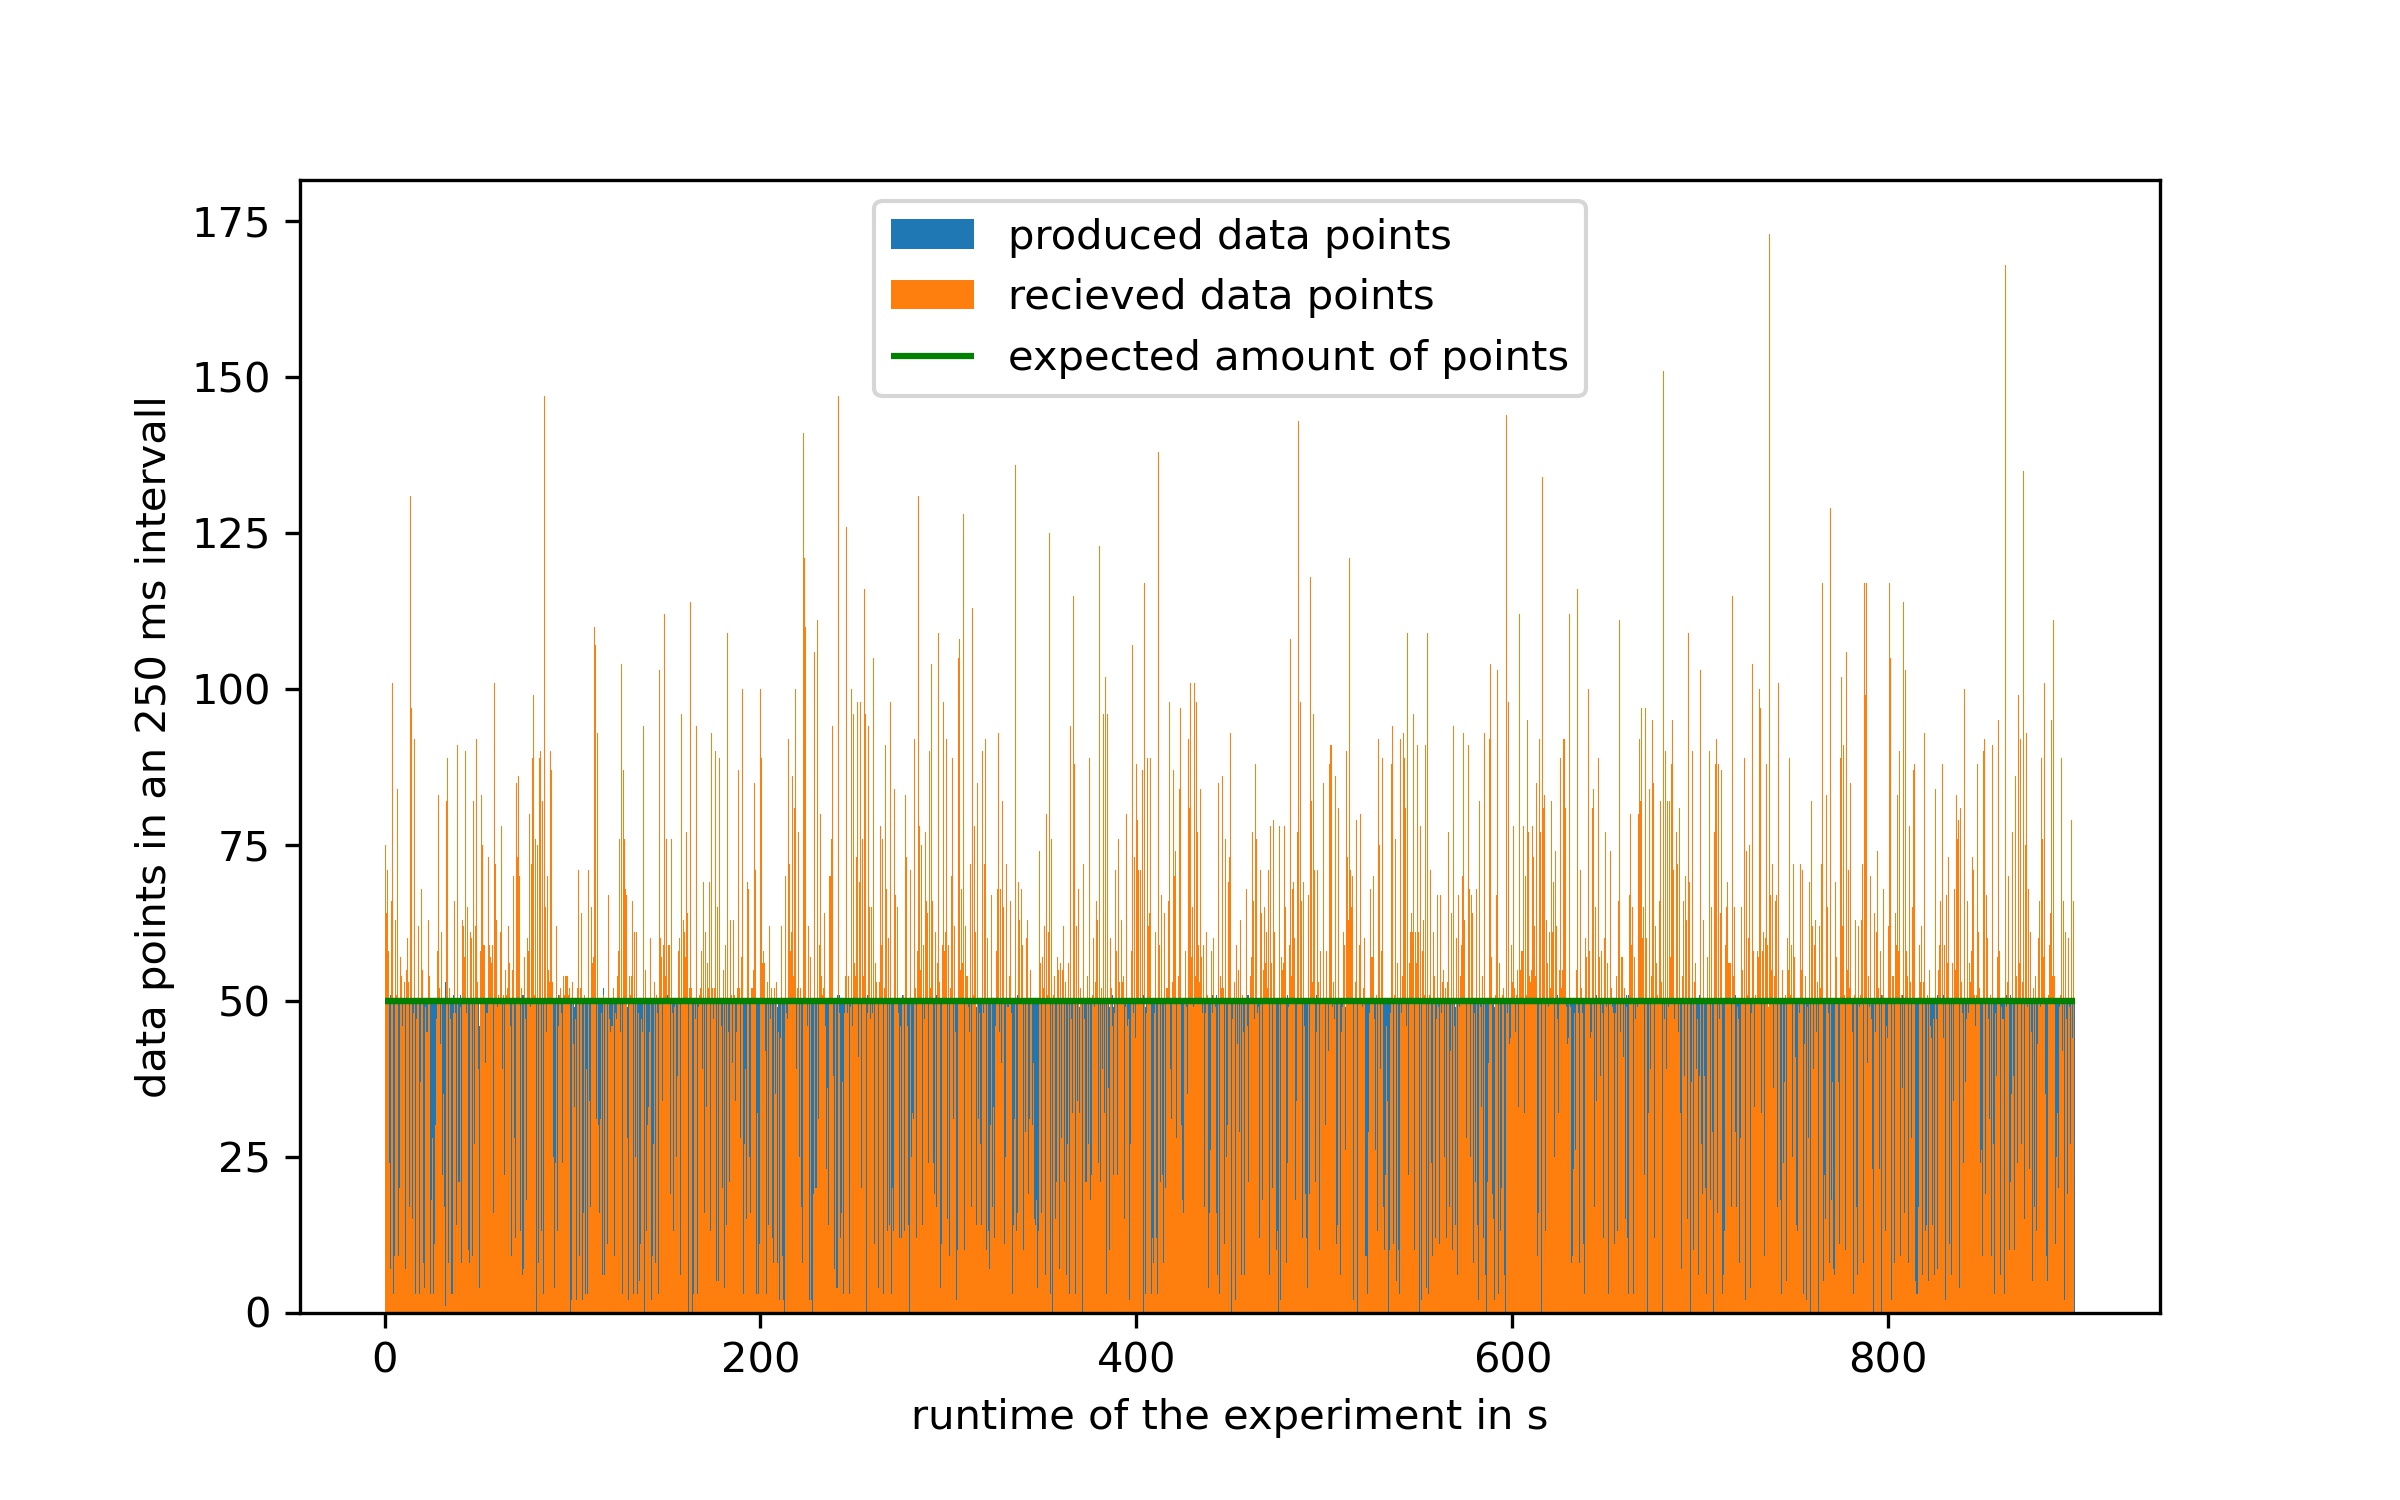 175
150
125
100
75
50
25
0
data points in an 250 ms intervall
produced data points
recieved data points
expected amount of points
0 200 400 600 800
runtime of the experiment in s